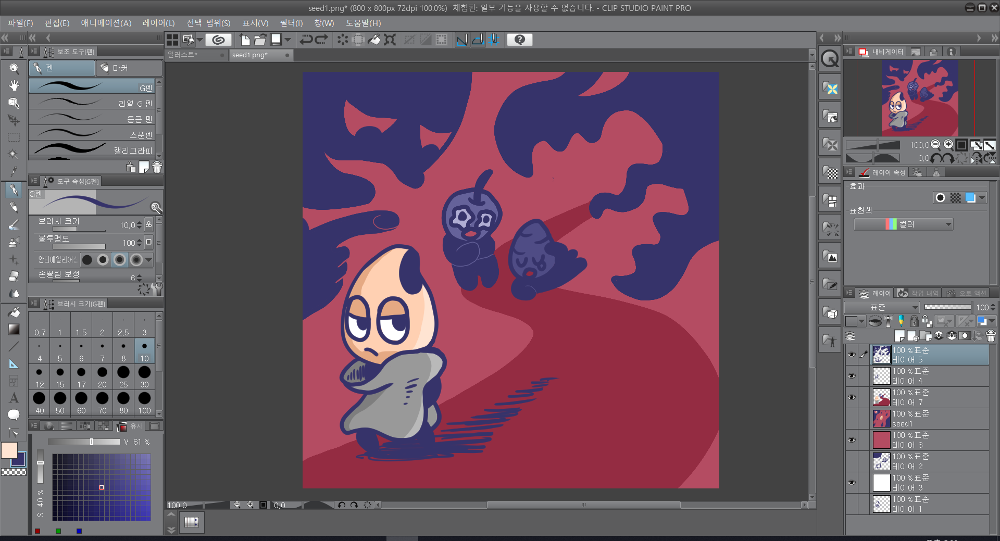 seed1.png* (800 x 800px 72dpi 100.0%) 체험판: 일부 기능을 사용할 수 없습니다. - CLIP STUDIO PAINT PRO
파일(F) 편집(E) 애니메이션(A) 레이어(L) 선택 범위(S) 표시(V) 필터(I) 창(W) 도움말(H)
보조 도구[펜]
펜 마커
G펜
리얼 G 펜
둥근 펜
스푼펜
캘리그라피
도구 속성[G펜]
G펜
브러시 크기 10.0
불투명도 100
안티에일리어싱
손떨림 보정 6
브러시 크기[G펜]
0.7 1 1.5 2 2.5 3
4 5 6 7 8 10
12 15 17 20 25 30
40 50 60 70 80 100
유사
V 61 %
S 40 %
일러스트* seed1.png*
100.0 0.0
내비게이터
100.0
0.0
레이어 속성
효과
표현색
컬러
레이어 작업 내역 오토 액션
표준 100
100 % 표준
레이어 5
100 % 표준
레이어 4
100 % 표준
레이어 7
100 % 표준
seed1
100 % 표준
레이어 6
100 % 표준
레이어 2
100 % 표준
레이어 3
100 % 표준
레이어 1